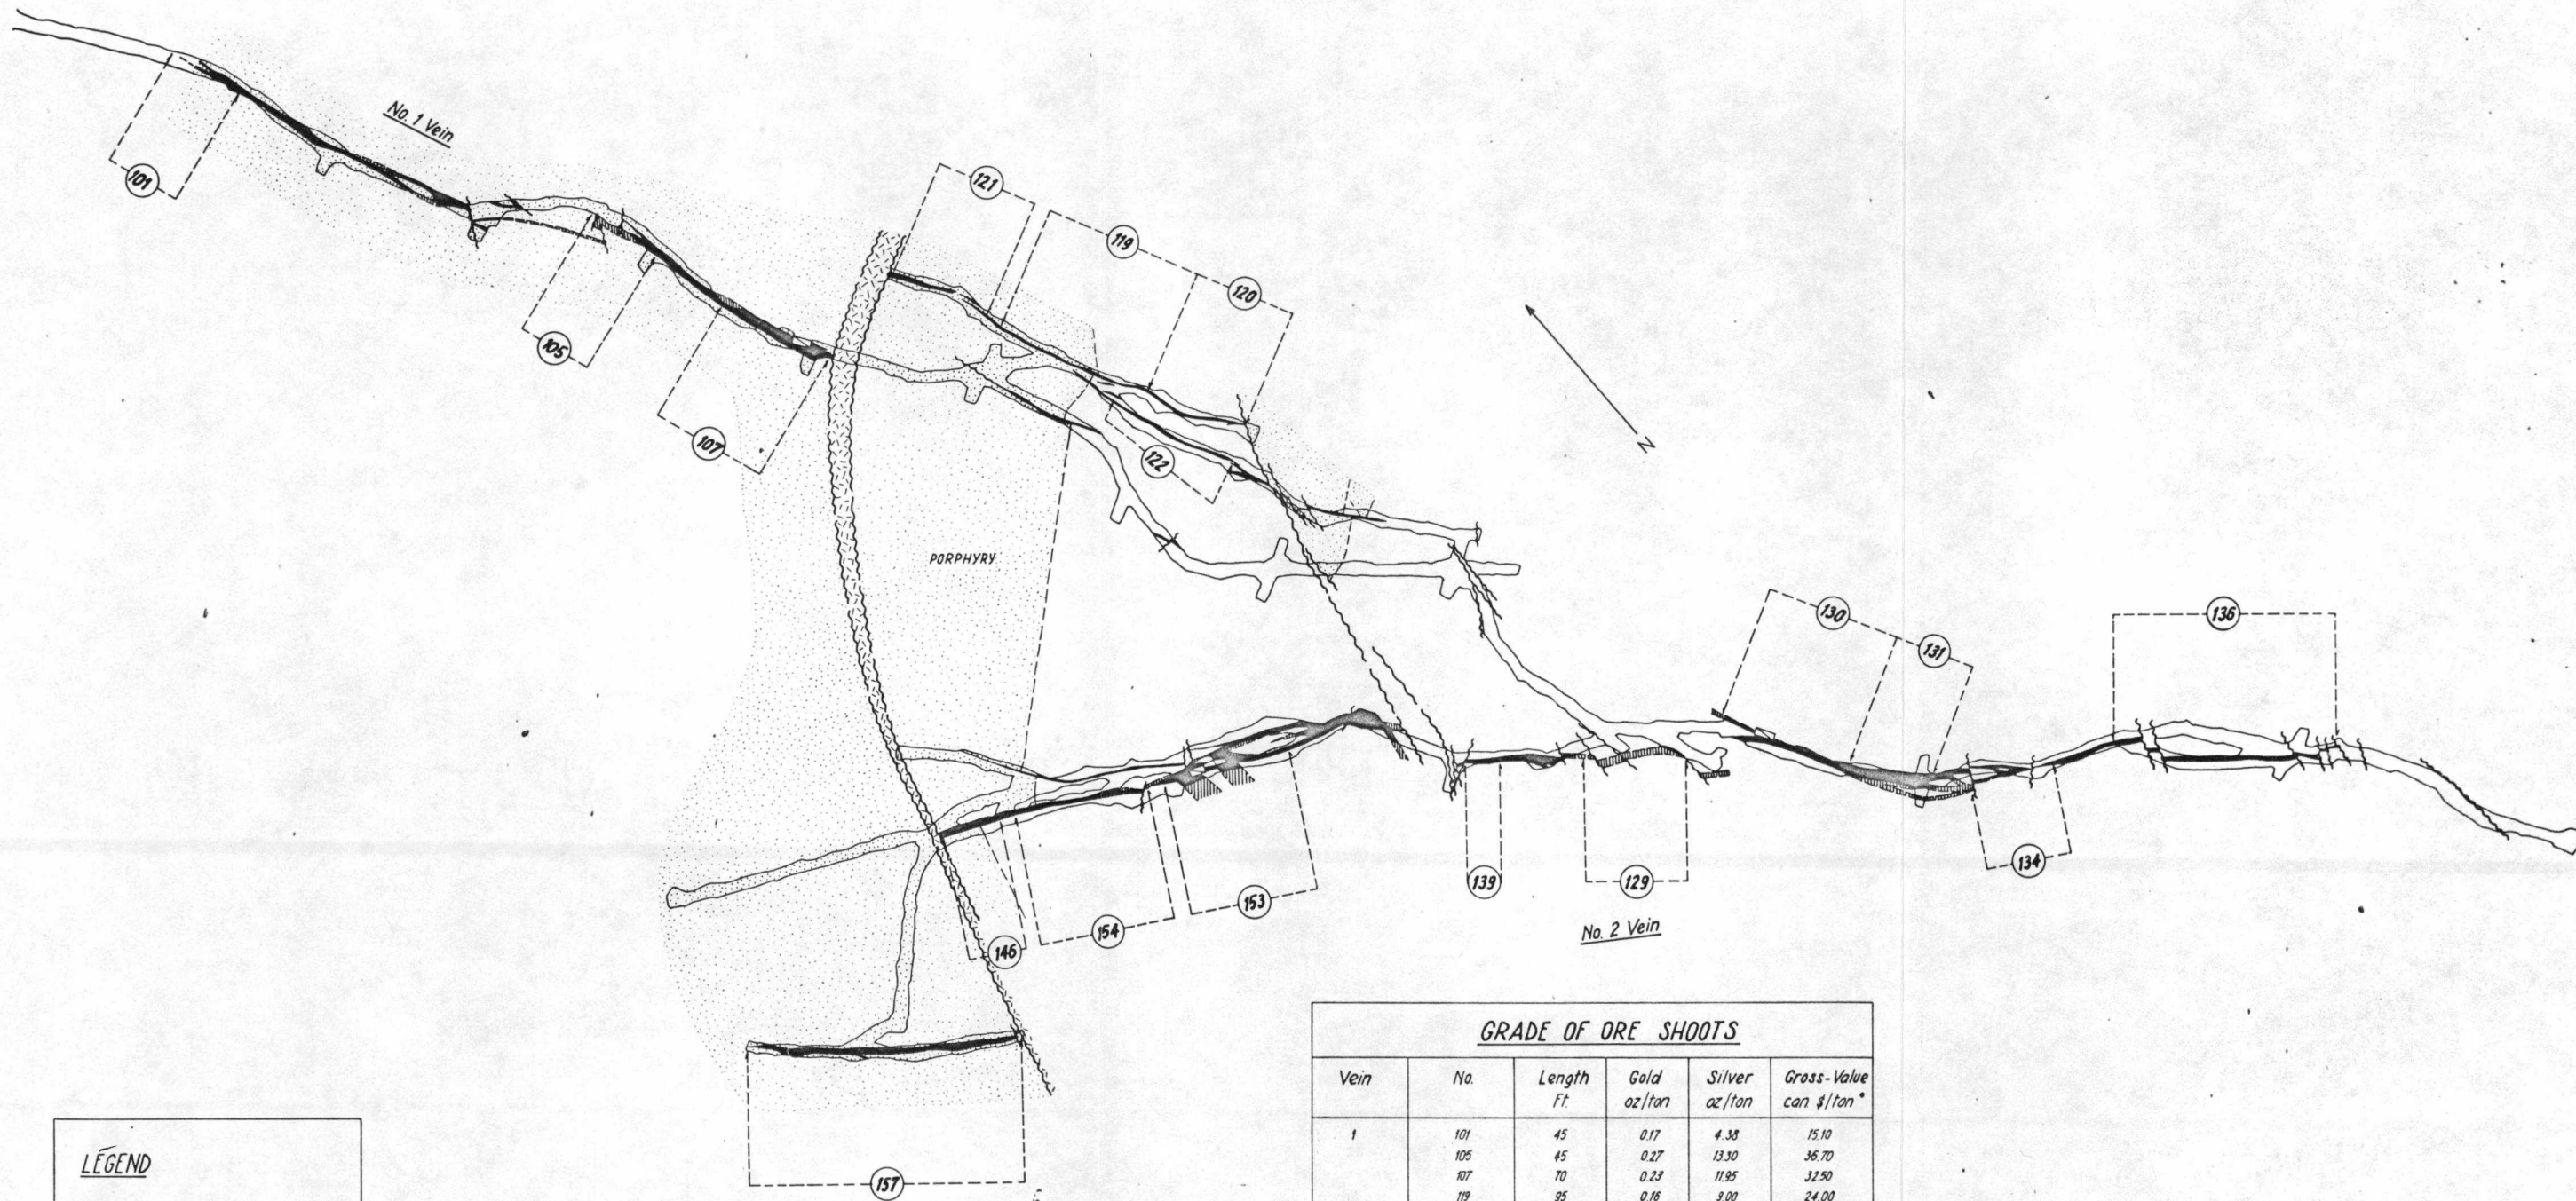 No. 1 Vein
101
105
107
121
119
120
122
N
PORPHYRY
130
131
136
139
129
134
No. 2 Vein
146
154
153
157
LEGEND
GRADE OF ORE SHOOTS
Vein No. Length Ft. Gold oz/ton Silver oz/ton Gross-Value can $/ton*
1 101 45 0.17 4.38 15.10
105 45 0.27 13.30 36.70
107 70 0.23 11.95 32.50
119 95 0.16 9.00 24.00